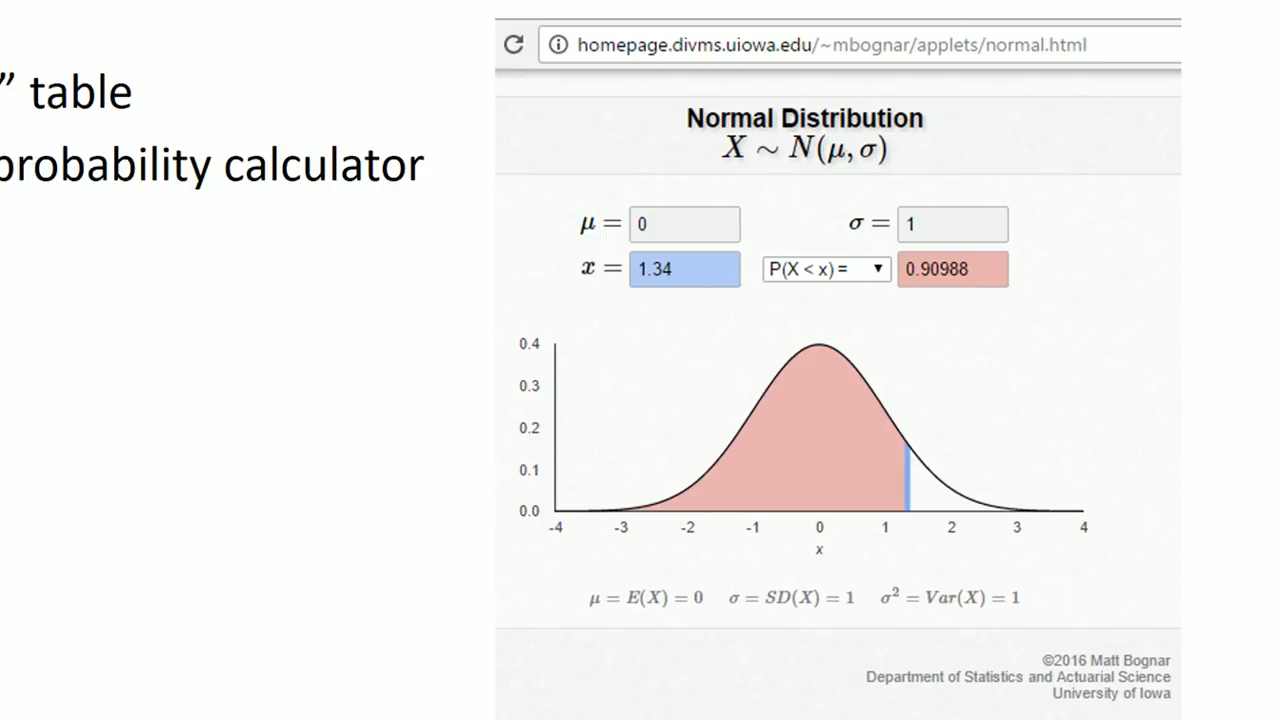 ” table
probability calculator
homepage.divms.uiowa.edu/~mbognar/applets/normal.html
Normal Distribution
X ∼ N(μ, σ)
μ = 0 σ = 1
x = 1.34 P(X < x) = ▼ 0.90988
0.4
0.3
0.2
0.1
0.0
-4 -3 -2 -1 0 1 2 3 4
x
μ = E(X) = 0 σ = SD(X) = 1 σ² = Var(X) = 1
©2016 Matt Bognar
Department of Statistics and Actuarial Science
University of Iowa